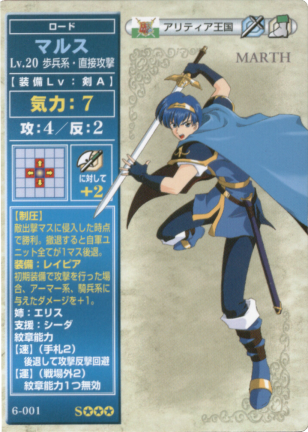 ロード
マルス
Lv.20 歩兵系・直接攻撃
【装備Lv：剣A】
気力：7
攻：4／反：2
に対して
+2
【制圧】
敵出撃マスに侵入した時点
で勝利。撤退すると自軍ユ
ニット全てが1マス後退。
装備：レイピア
初期装備で攻撃を行った場
合、アーマー系、騎兵系に
与えたダメージを+1。
姉：エリス
支援：シーダ
紋章能力
【速】（手札2）
後退して攻撃反撃回避
【運】（戦場外2）
紋章能力1つ無効
6-001
S★★★
アリティア王国
MARTH